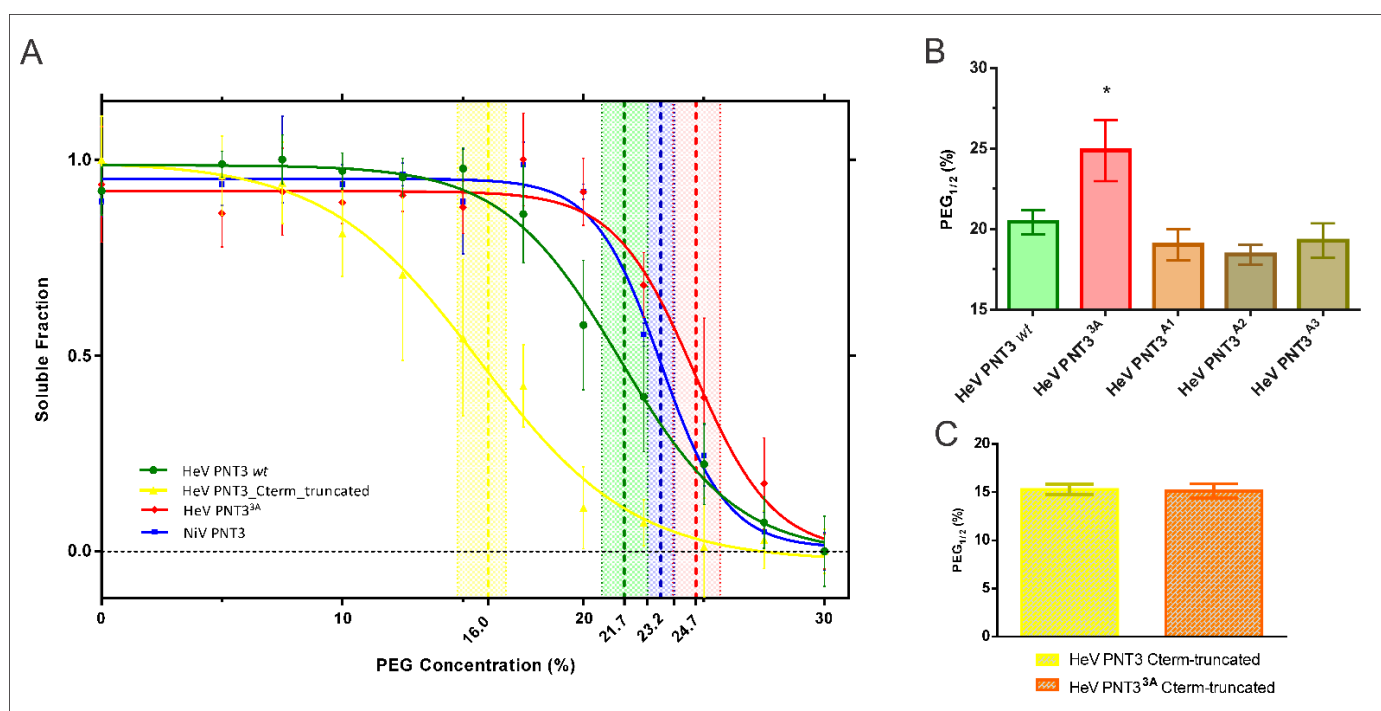 A
1.0
0.5
0.0
Soluble Fraction
HeV PNT3 wt
HeV PNT3_Cterm_truncated
HeV PNT3^3A
NiV PNT3
0
10
20
30
16.0
21.7
23.2
24.7
PEG Concentration (%)
B
30
25
20
15
PEG1/2 (%)
*
HeV PNT3 wt
HeV PNT3^3A
HeV PNT3^A1
HeV PNT3^A2
HeV PNT3^A3
C
20
15
10
5
0
PEG1/2 (%)
HeV PNT3 Cterm-truncated
HeV PNT3^3A Cterm-truncated